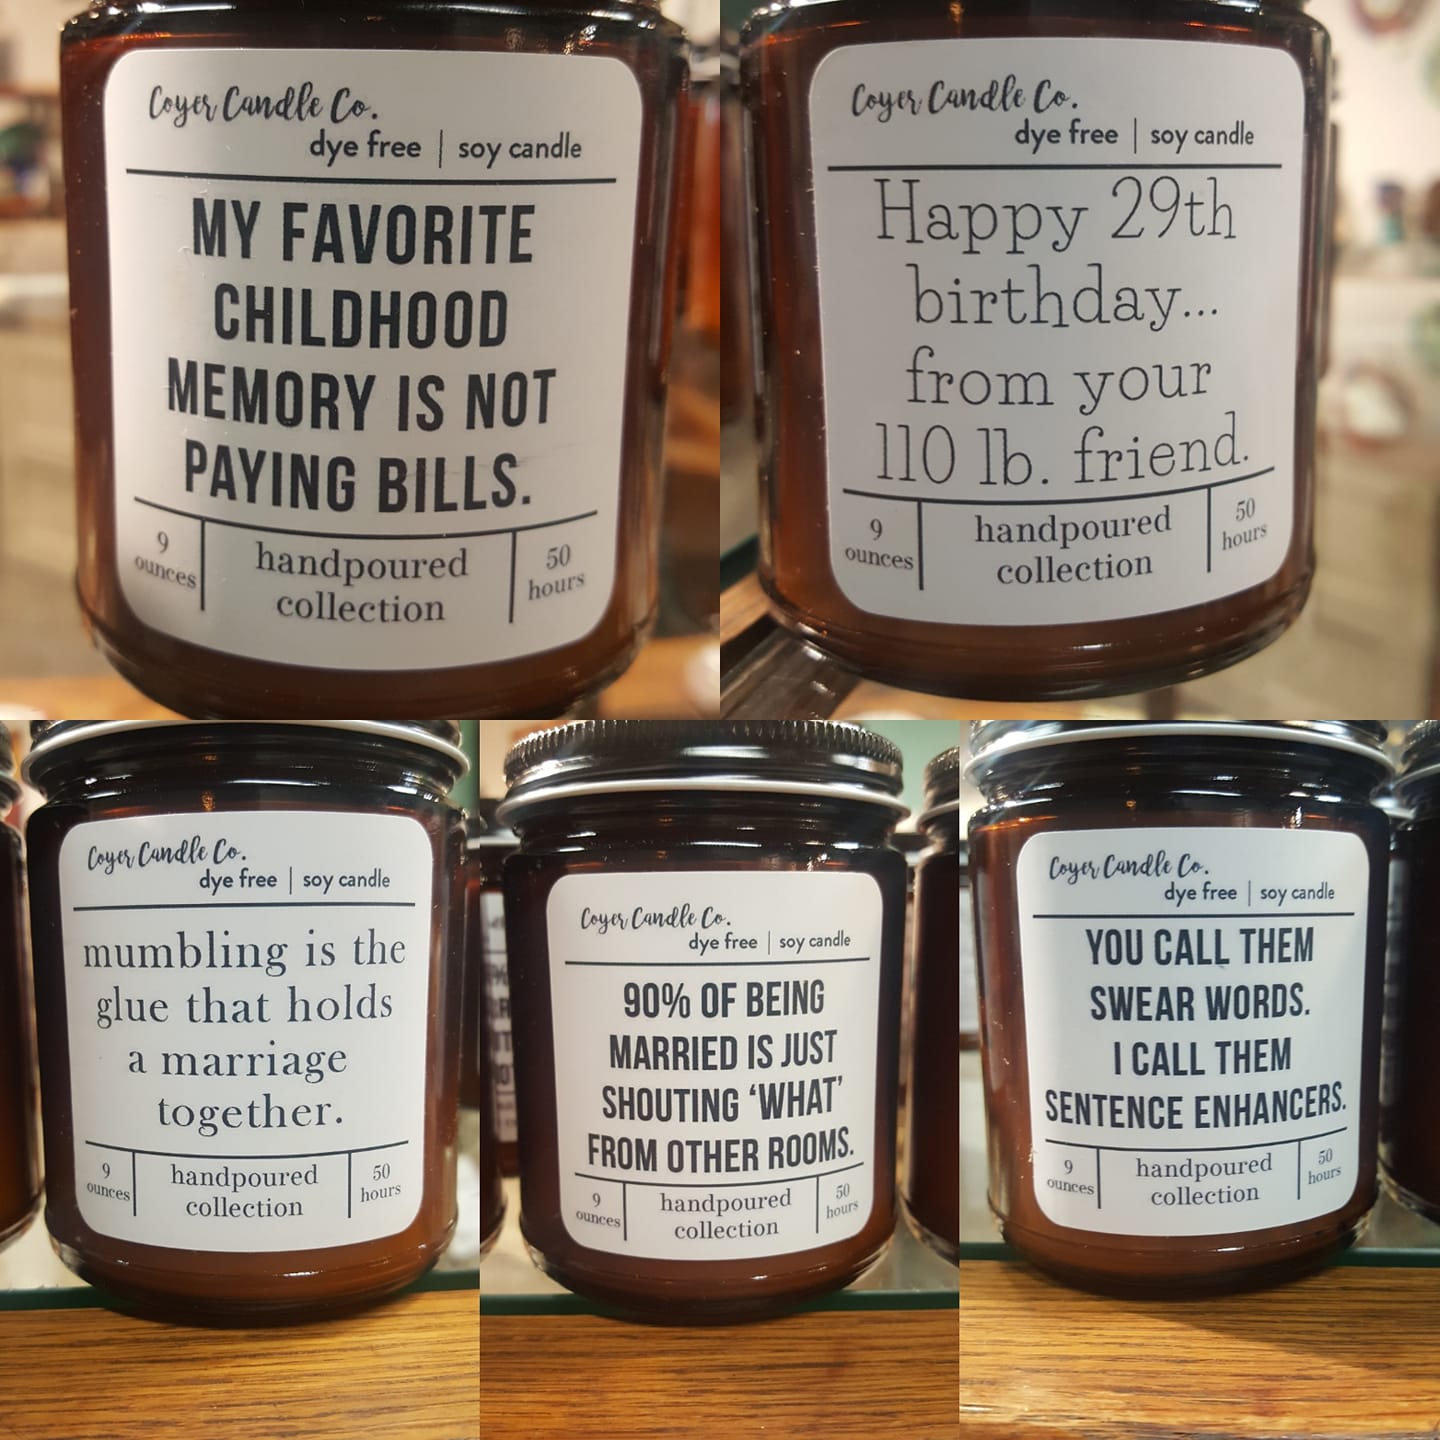 Coyer Candle Co.
dye free | soy candle
MY FAVORITE
CHILDHOOD
MEMORY IS NOT
PAYING BILLS.
9
ounces
handpoured
collection
50
hours
Coyer Candle Co.
dye free | soy candle
Happy 29th
birthday...
from your
110 lb. friend.
9
ounces
handpoured
collection
50
hours
Coyer Candle Co.
dye free | soy candle
mumbling is the
glue that holds
a marriage
together.
9
ounces
handpoured
collection
50
hours
Coyer Candle Co.
dye free | soy candle
90% OF BEING
MARRIED IS JUST
SHOUTING ‘WHAT’
FROM OTHER ROOMS.
9
ounces
handpoured
collection
50
hours
Coyer Candle Co.
dye free | soy candle
YOU CALL THEM
SWEAR WORDS.
I CALL THEM
SENTENCE ENHANCERS.
9
ounces
handpoured
collection
50
hours